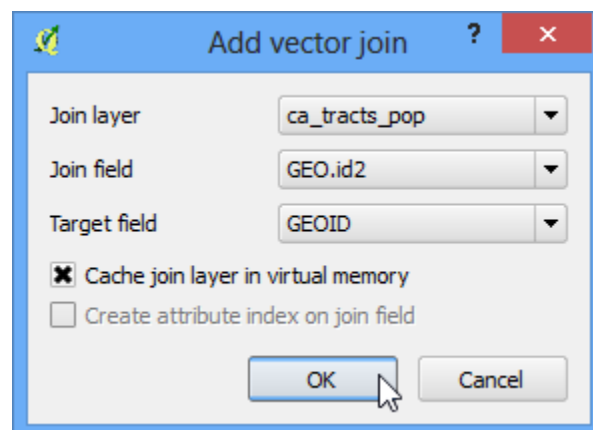 Add vector join ? ×
Join layer ca_tracts_pop
Join field GEO.id2
Target field GEOID
Cache join layer in virtual memory
Create attribute index on join field
OK Cancel